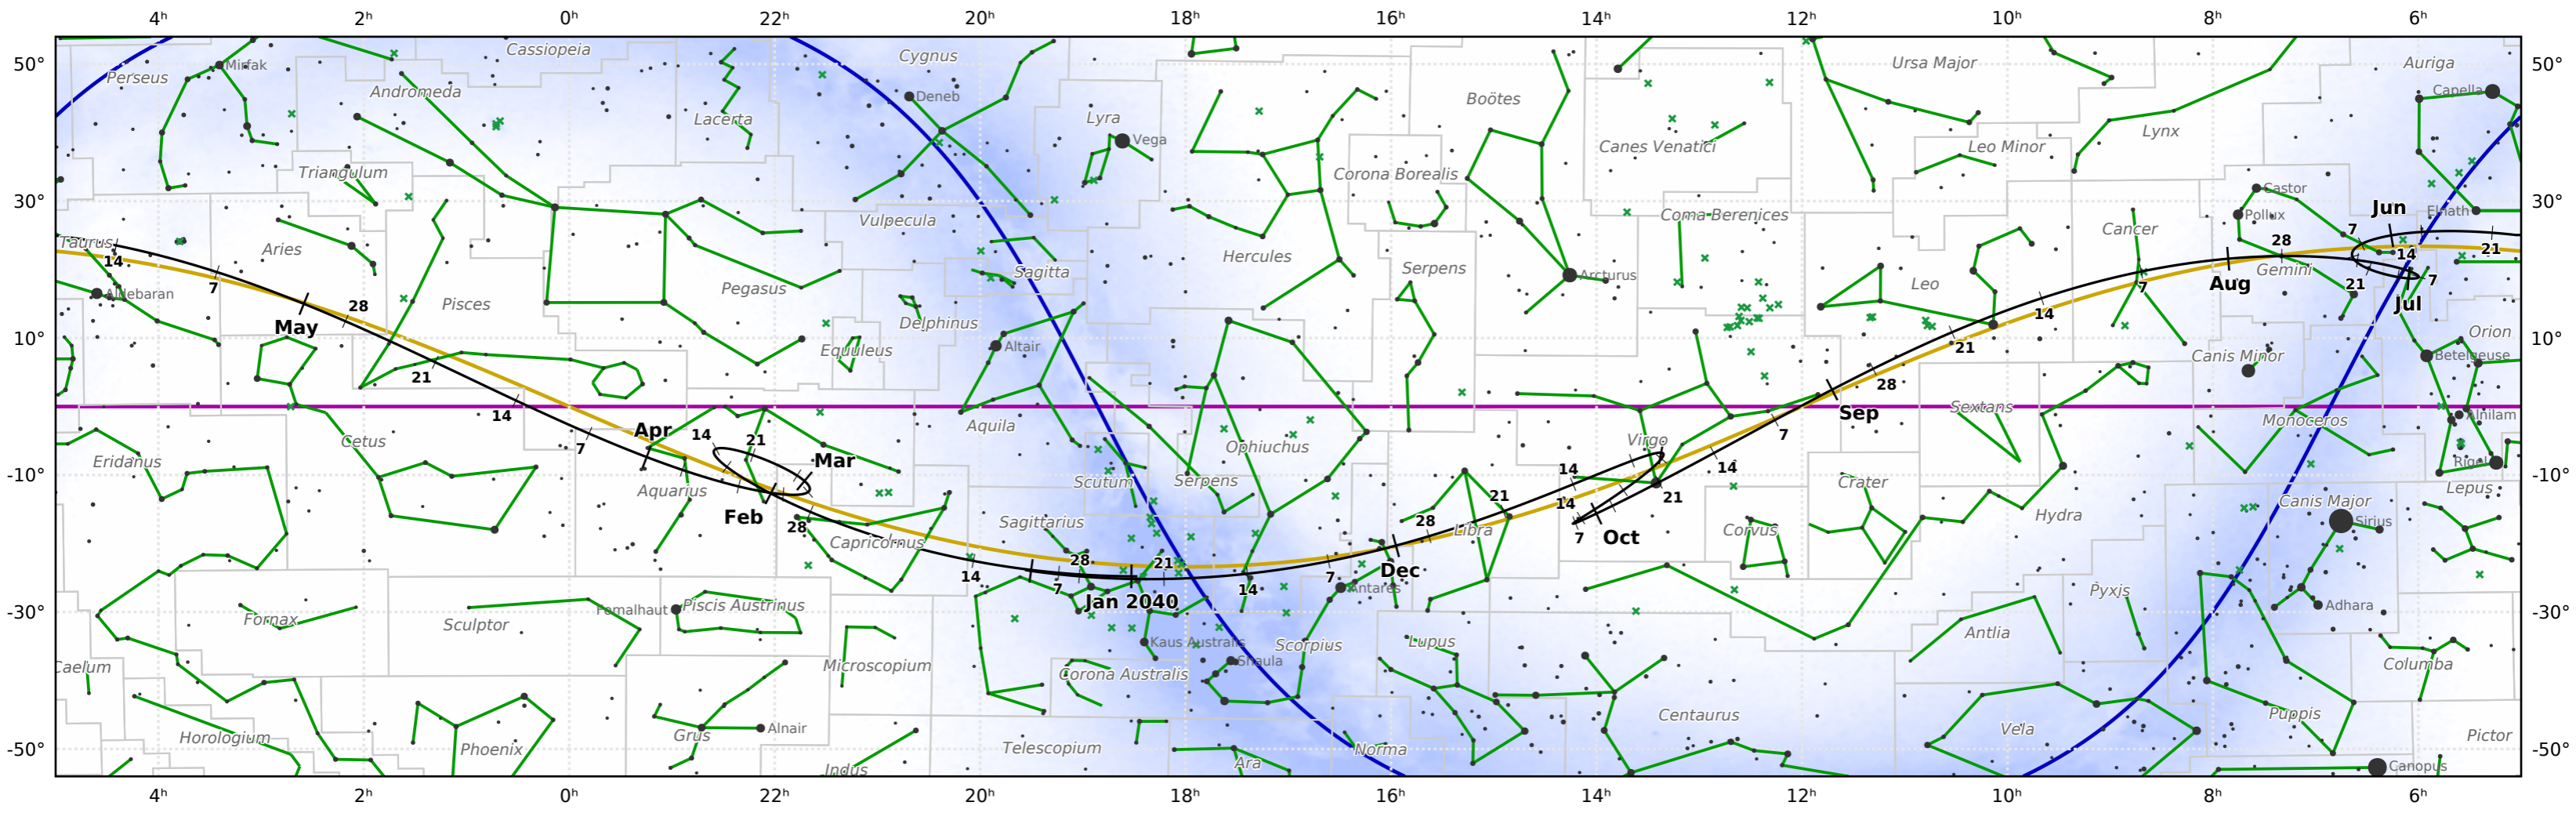 4ʰ 2ʰ 0ʰ 22ʰ 20ʰ 18ʰ 16ʰ 14ʰ 12ʰ 10ʰ 8ʰ 6ʰ
50° Perseus Mirfak Cassiopeia Cygnus Ursa Major Auriga 50°
Andromeda Deneb Boötes Capella
Lacerta Lyra Vega Canes Venatici Leo Minor Lynx
Triangulum Corona Borealis Castor
30° Vulpecula Coma Berenices Pollux Jun Elnath 30°
Taurus Aries Hercules Cancer 28 7 14 21
14 7 Pegasus Sagitta Serpens Arcturus Leo Gemini 21 7
Aldebaran May 28 Pisces Delphinus 14 7 Aug Jul
10° Equuleus Altair 21 Canis Minor Orion Betelgeuse 10°
21 28
14 Aquila Sep Sextans Monoceros Alnilam
Cetus 7 Apr 14 21 Ophiuchus Virgo 7
-10° Eridanus Aquarius Mar Scutum Serpens 14 14 Crater Rigel -10°
Feb 28 Sagittarius 21 14 21 Hydra Canis Major Lepus
Capricornus 28 Libra 7 Oct Corvus Sirius
14 28 7 21 14 7 Dec
-30° Fornax Sculptor Fomalhaut Piscis Austrinus Jan 2040 Antares Pyxis Adhara -30°
Caelum Microscopium Kaus Australis Shaula Scorpius Lupus Antlia Columba
Corona Australis
Horologium Phoenix Grus Alnair Centaurus Vela Puppis
-50° Indus Telescopium Ara Norma Pictor Canopus -50°
4ʰ 2ʰ 0ʰ 22ʰ 20ʰ 18ʰ 16ʰ 14ʰ 12ʰ 10ʰ 8ʰ 6ʰ